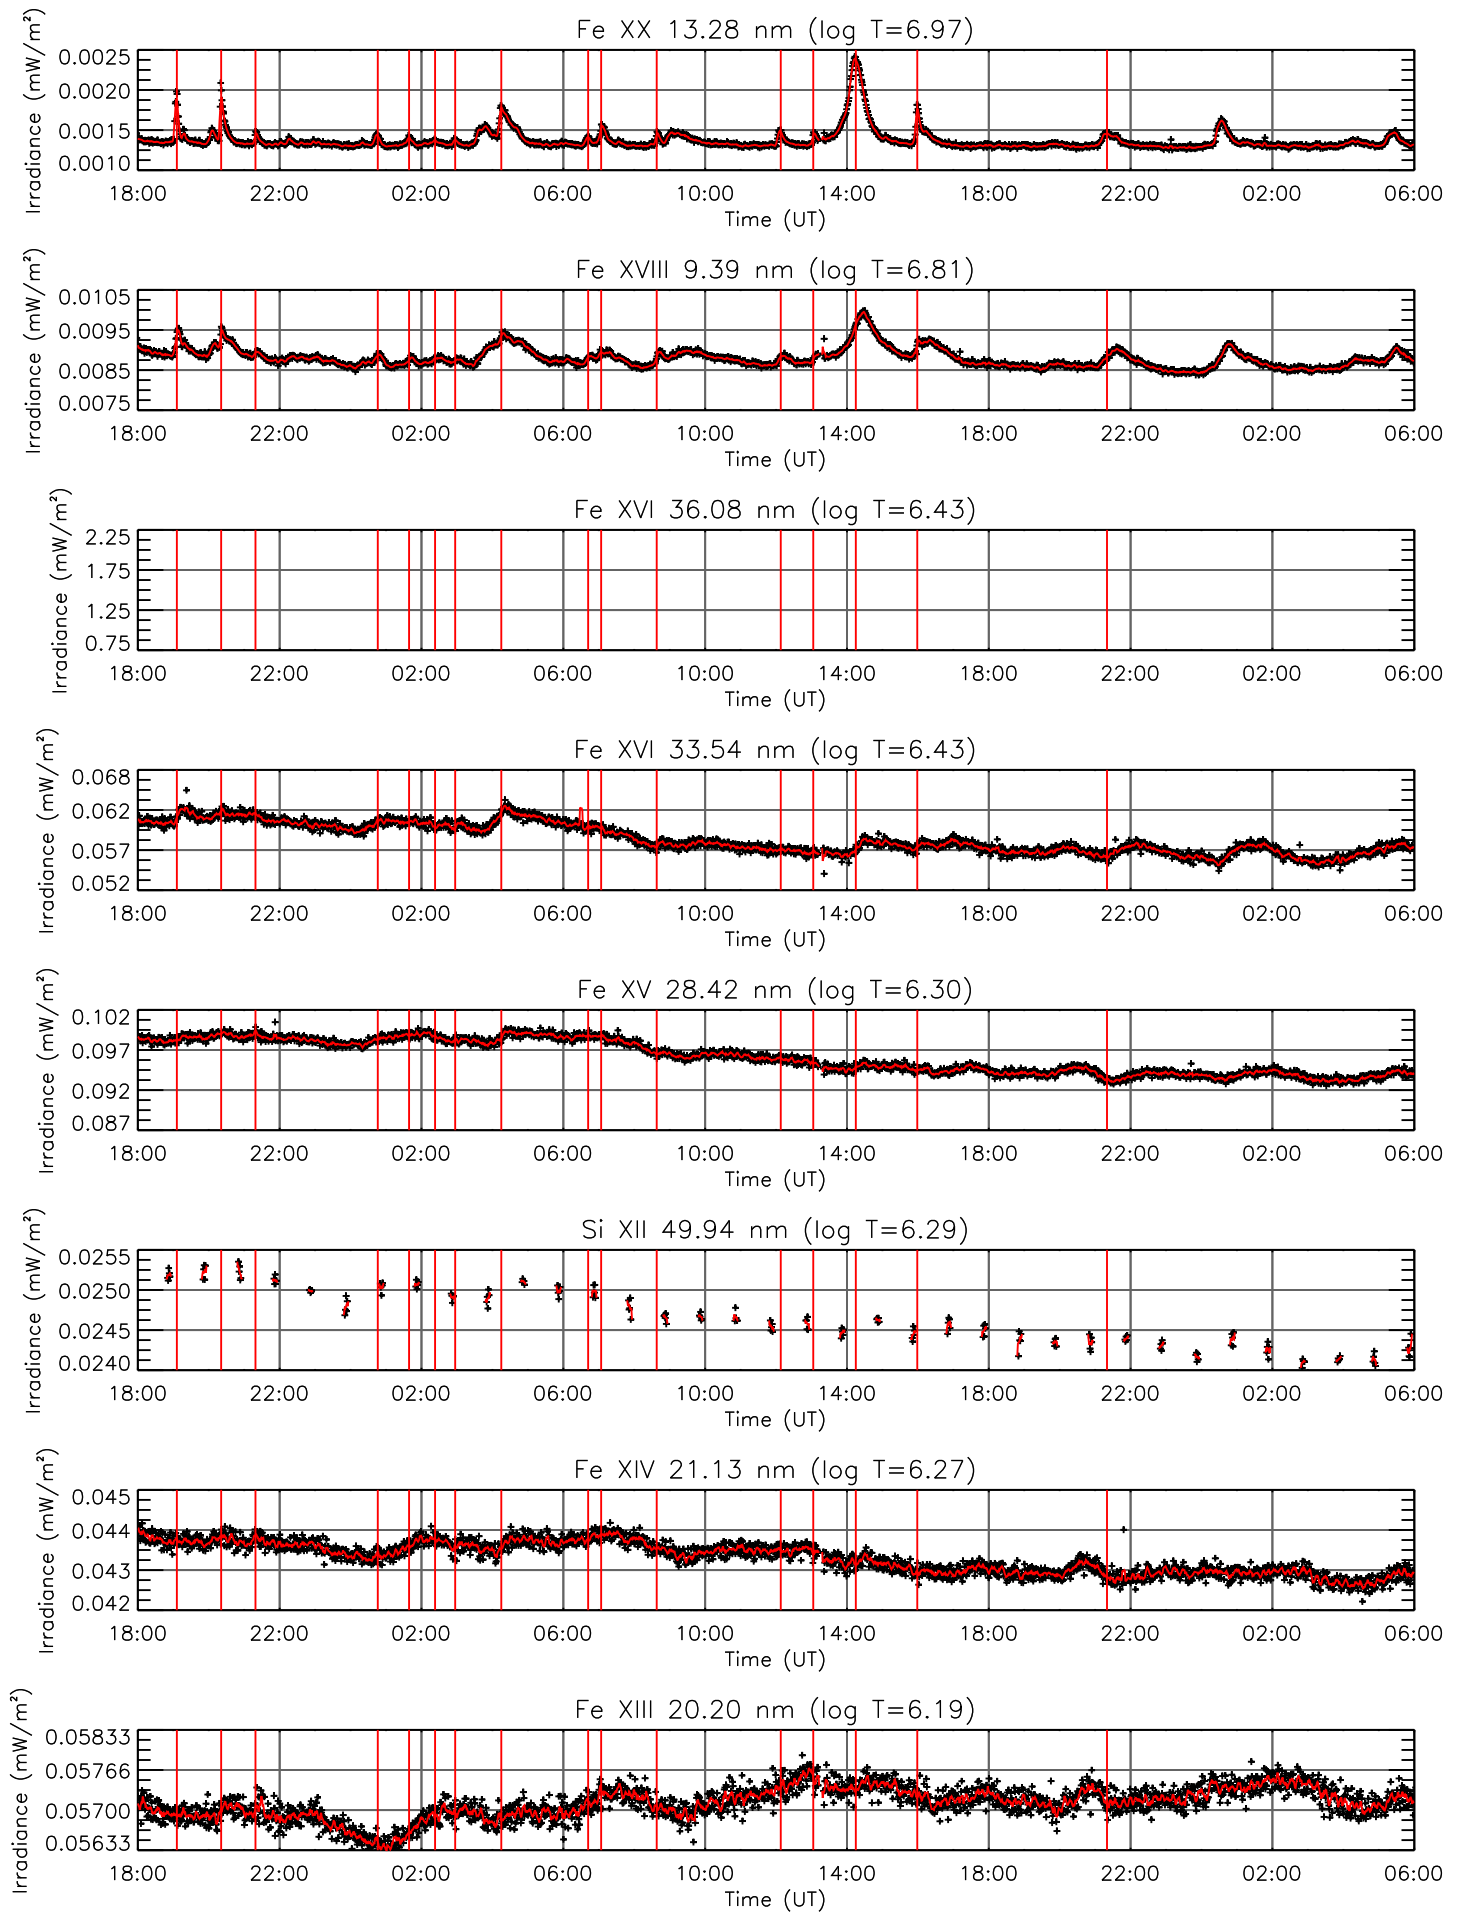 Fe XX 13.28 nm (log T=6.97)
Irradiance (mW/m²)
0.0025
0.0020
0.0015
0.0010
18:00 22:00 02:00 06:00 10:00 14:00 18:00 22:00 02:00 06:00
Time (UT)
Fe XVIII 9.39 nm (log T=6.81)
Irradiance (mW/m²)
0.0105
0.0095
0.0085
0.0075
18:00 22:00 02:00 06:00 10:00 14:00 18:00 22:00 02:00 06:00
Time (UT)
Fe XVI 36.08 nm (log T=6.43)
Irradiance (mW/m²)
2.25
1.75
1.25
0.75
18:00 22:00 02:00 06:00 10:00 14:00 18:00 22:00 02:00 06:00
Time (UT)
Fe XVI 33.54 nm (log T=6.43)
Irradiance (mW/m²)
0.068
0.062
0.057
0.052
18:00 22:00 02:00 06:00 10:00 14:00 18:00 22:00 02:00 06:00
Time (UT)
Fe XV 28.42 nm (log T=6.30)
Irradiance (mW/m²)
0.102
0.097
0.092
0.087
18:00 22:00 02:00 06:00 10:00 14:00 18:00 22:00 02:00 06:00
Time (UT)
Si XII 49.94 nm (log T=6.29)
Irradiance (mW/m²)
0.0255
0.0250
0.0245
0.0240
18:00 22:00 02:00 06:00 10:00 14:00 18:00 22:00 02:00 06:00
Time (UT)
Fe XIV 21.13 nm (log T=6.27)
Irradiance (mW/m²)
0.045
0.044
0.043
0.042
18:00 22:00 02:00 06:00 10:00 14:00 18:00 22:00 02:00 06:00
Time (UT)
Fe XIII 20.20 nm (log T=6.19)
Irradiance (mW/m²)
0.05833
0.05766
0.05700
0.05633
18:00 22:00 02:00 06:00 10:00 14:00 18:00 22:00 02:00 06:00
Time (UT)